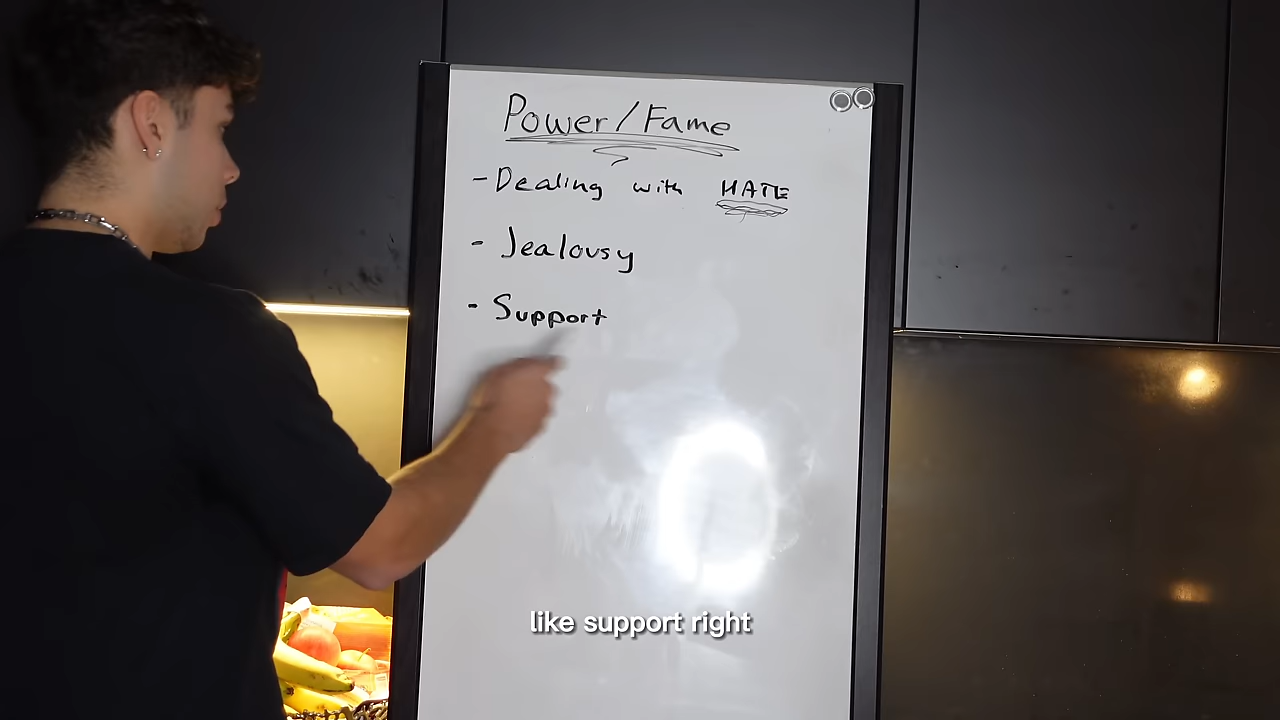 Power/Fame
- Dealing with HATE
- Jealousy
- Support
like support right